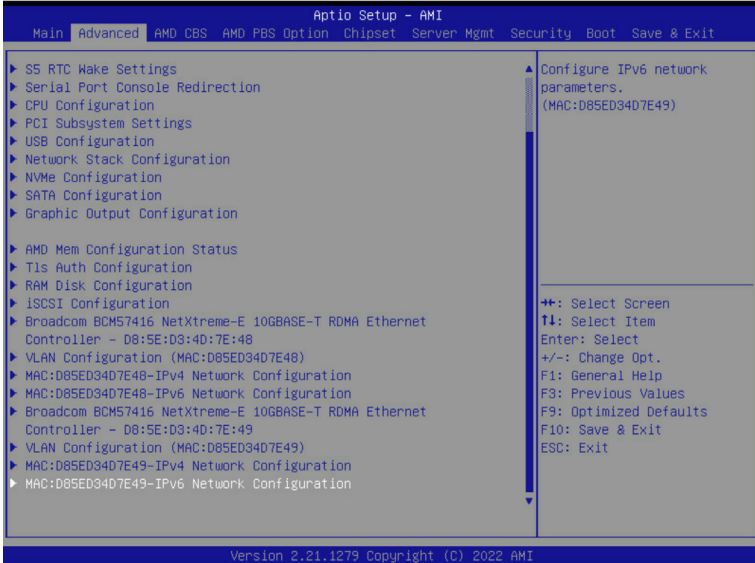 Aptio Setup – AMI
Main Advanced AMD CBS AMD PBS Option Chipset Server Mgmt Security Boot Save & Exit
S5 RTC Wake Settings
Serial Port Console Redirection
CPU Configuration
PCI Subsystem Settings
USB Configuration
Network Stack Configuration
NVMe Configuration
SATA Configuration
Graphic Output Configuration
AMD Mem Configuration Status
Tls Auth Configuration
RAM Disk Configuration
iSCSI Configuration
Broadcom BCM57416 NetXtreme-E 10GBASE-T RDMA Ethernet
Controller – D8:5E:D3:4D:7E:48
VLAN Configuration (MAC:D85ED34D7E48)
MAC:D85ED34D7E48-IPv4 Network Configuration
MAC:D85ED34D7E48-IPv6 Network Configuration
Broadcom BCM57416 NetXtreme-E 10GBASE-T RDMA Ethernet
Controller – D8:5E:D3:4D:7E:49
VLAN Configuration (MAC:D85ED34D7E49)
MAC:D85ED34D7E49-IPv4 Network Configuration
MAC:D85ED34D7E49-IPv6 Network Configuration
Configure IPv6 network
parameters.
(MAC:D85ED34D7E49)
→←: Select Screen
↑↓: Select Item
Enter: Select
+/-: Change Opt.
F1: General Help
F3: Previous Values
F9: Optimized Defaults
F10: Save & Exit
ESC: Exit
Version 2.21.1279 Copyright (C) 2022 AMI